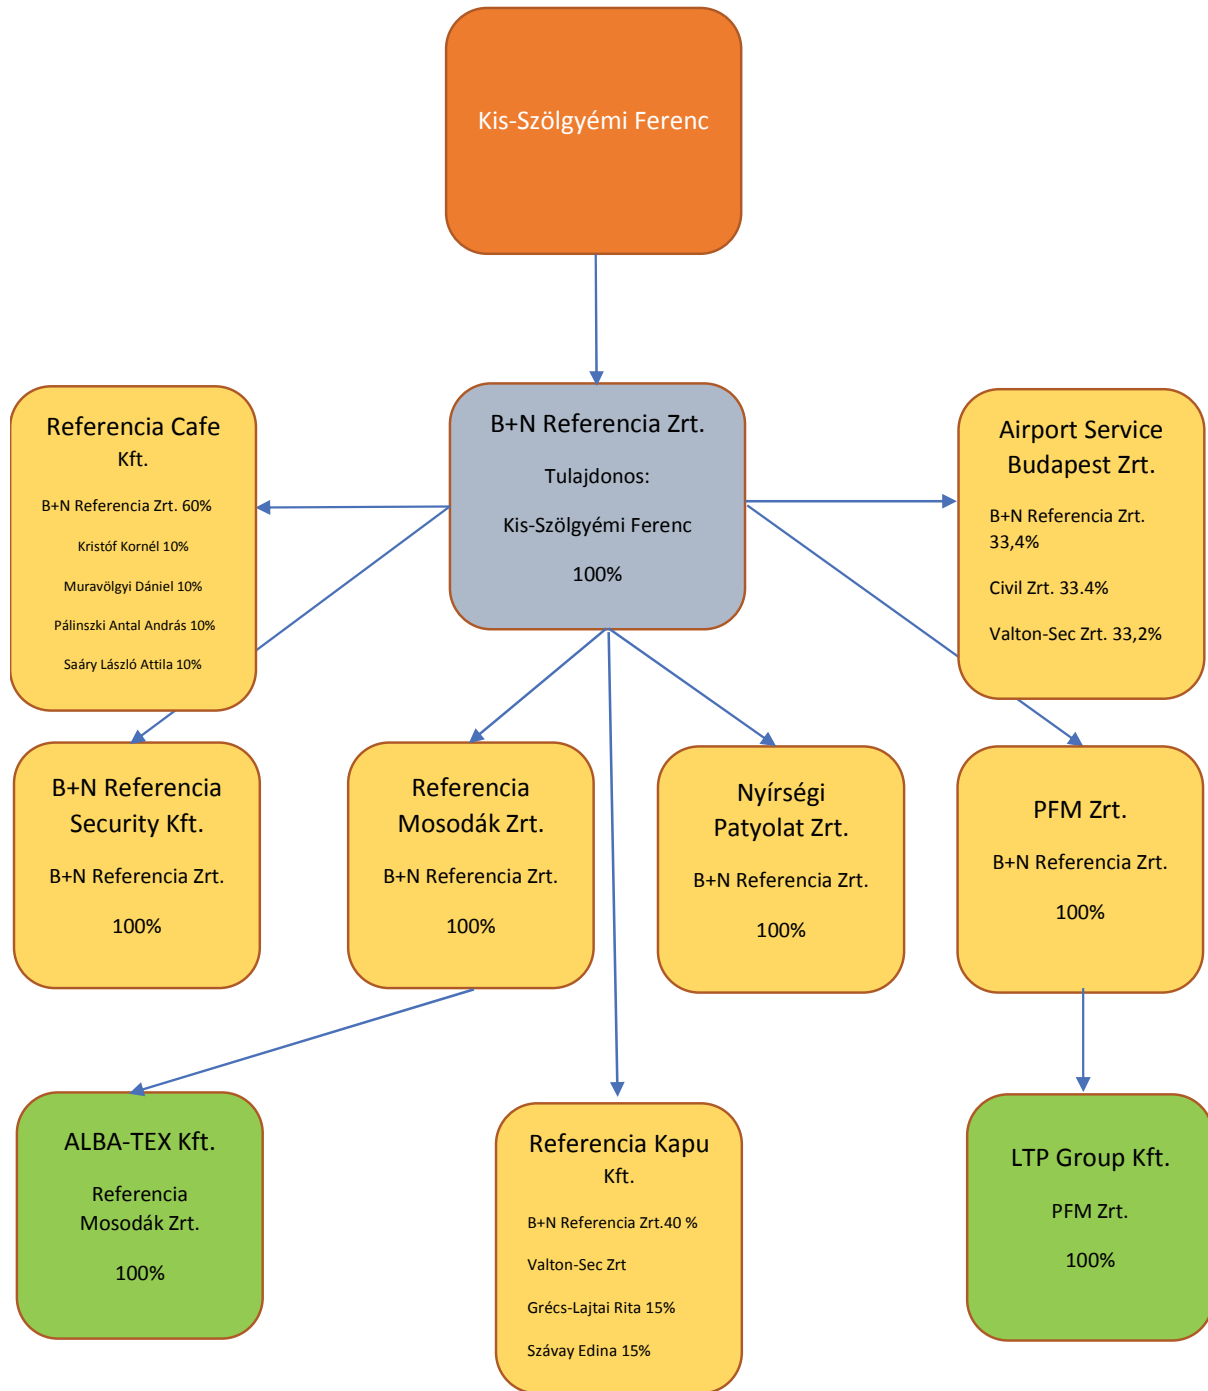 Kis-Szölgyémi Ferenc
Referencia Cafe
Kft.
B+N Referencia Zrt. 60%
Kristóf Kornél 10%
Muravölgyi Dániel 10%
Pálinszki Antal András 10%
Saáry László Attila 10%
B+N Referencia Zrt.
Tulajdonos:
Kis-Szölgyémi Ferenc
100%
Airport Service
Budapest Zrt.
B+N Referencia Zrt.
33,4%
Civil Zrt. 33.4%
Valton-Sec Zrt. 33,2%
B+N Referencia
Security Kft.
B+N Referencia Zrt.
100%
Referencia
Mosodák Zrt.
B+N Referencia Zrt.
100%
Nyírségi
Patyolat Zrt.
B+N Referencia Zrt.
100%
PFM Zrt.
B+N Referencia Zrt.
100%
ALBA-TEX Kft.
Referencia
Mosodák Zrt.
100%
Referencia Kapu
Kft.
B+N Referencia Zrt.40 %
Valton-Sec Zrt
Grécs-Lajtai Rita 15%
Szávay Edina 15%
LTP Group Kft.
PFM Zrt.
100%